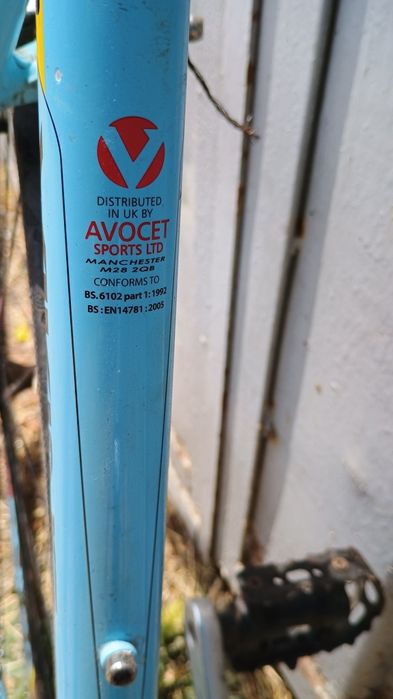 DISTRIBUTED
IN UK BY
AVOCET
SPORTS LTD
MANCHESTER
M28 2QB
CONFORMS TO
BS.6102 part 1: 1992
BS : EN14781 : 2005